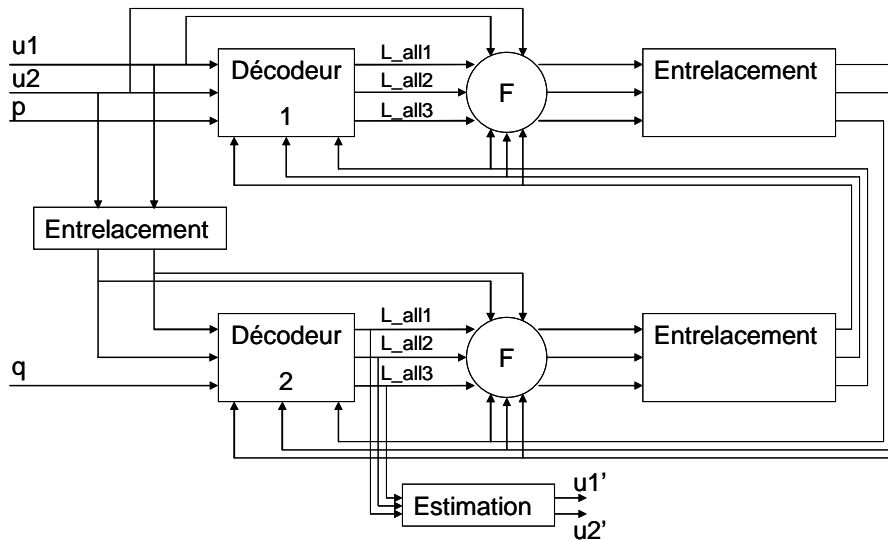 u1
u2
p
Décodeur
1
L_all1
L_all2
L_all3
F
Entrelacement
Entrelacement
q
Décodeur
2
L_all1
L_all2
L_all3
F
Entrelacement
Estimation
u1’
u2’